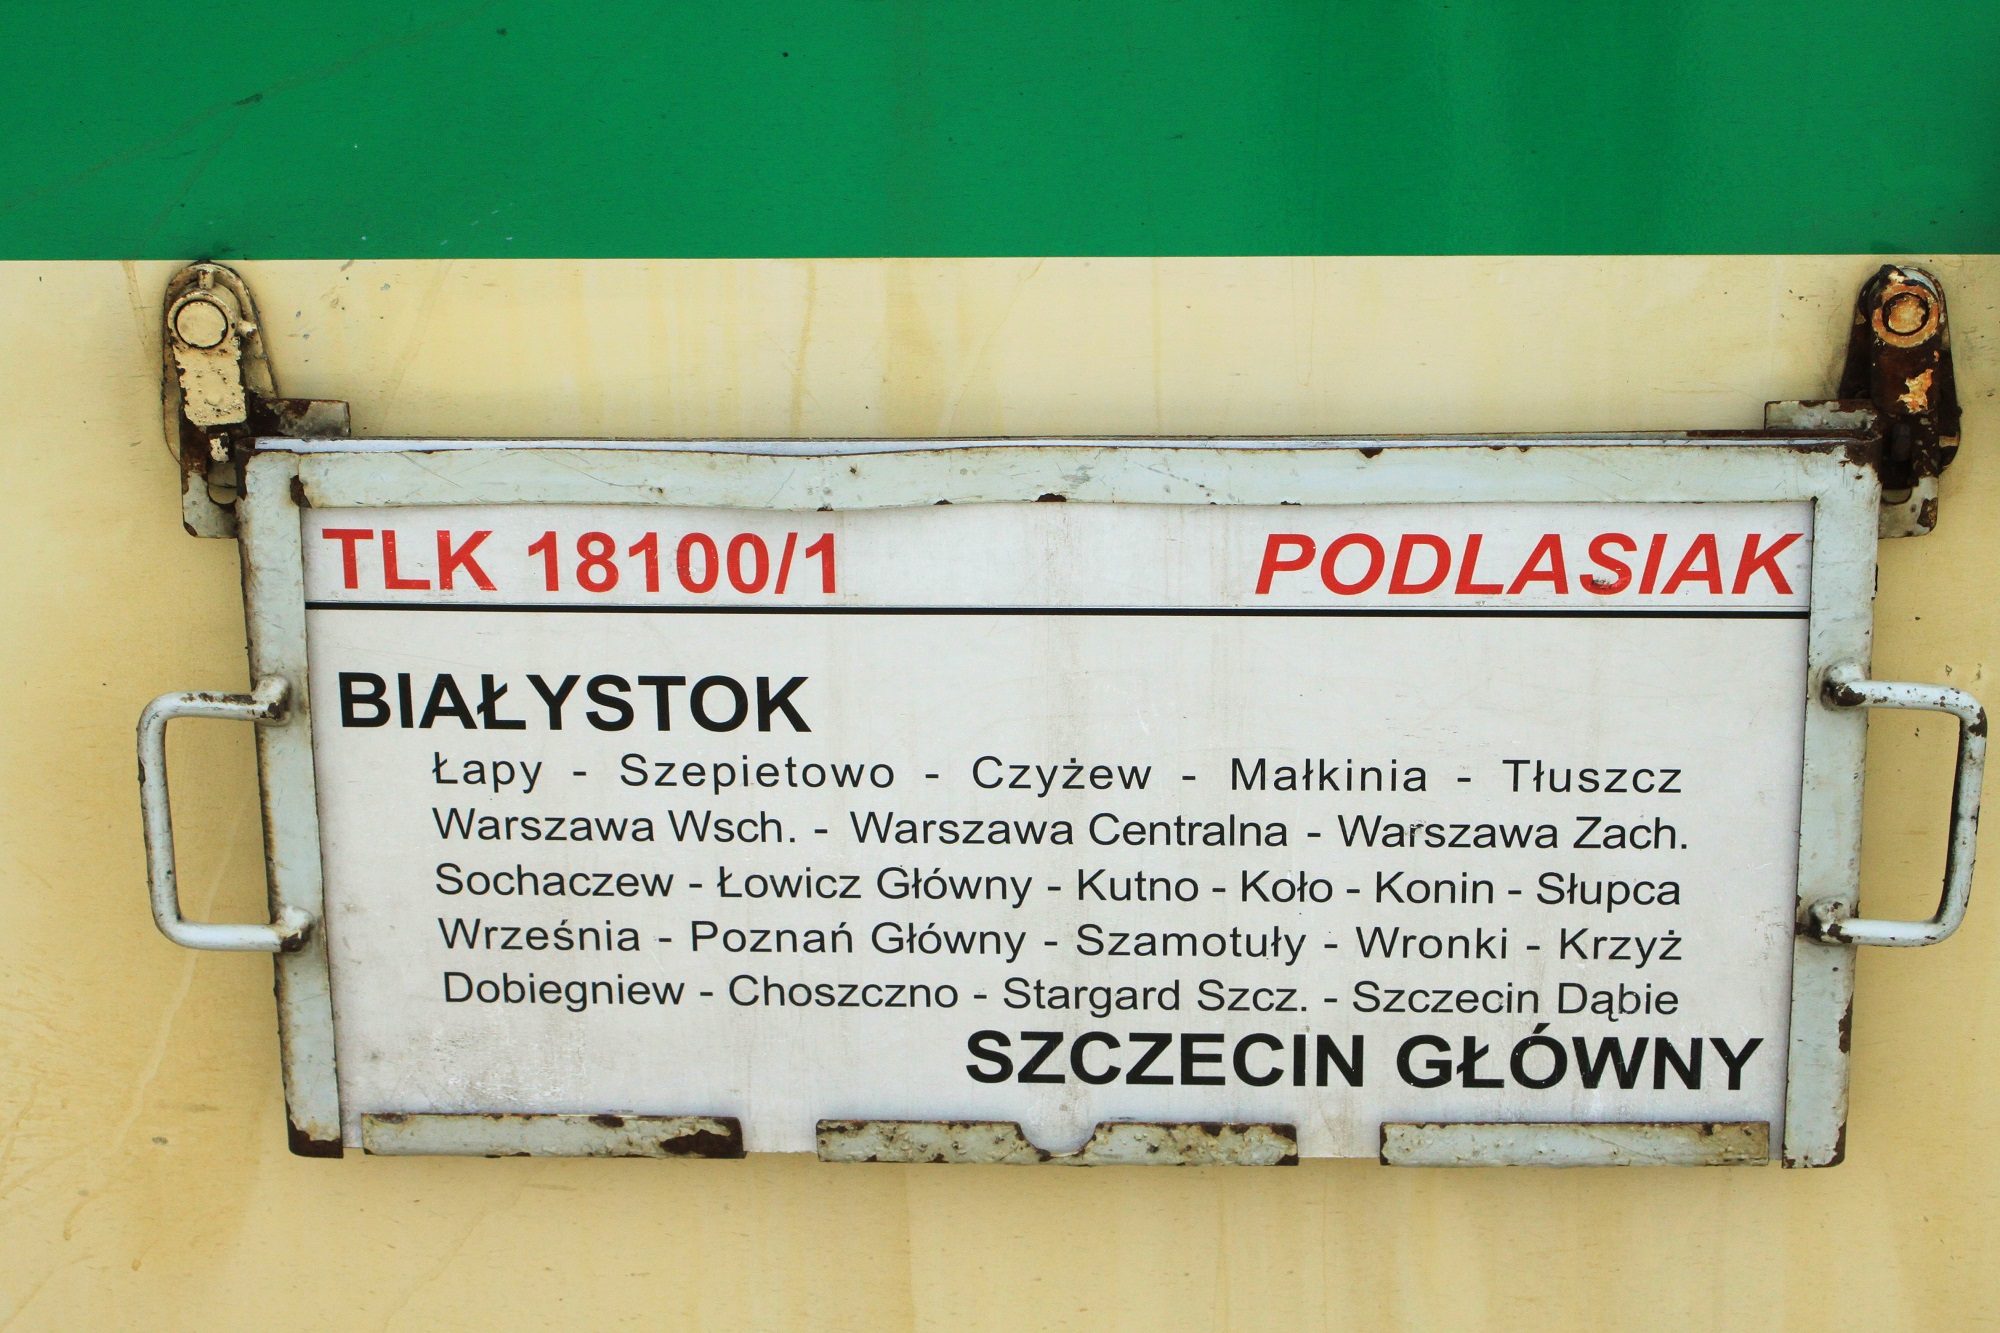 TLK 18100/1 PODLASIAK
BIAŁYSTOK
Łapy - Szepietowo - Czyżew - Małkinia - Tłuszcz
Warszawa Wsch. - Warszawa Centralna - Warszawa Zach.
Sochaczew - Łowicz Główny - Kutno - Koło - Konin - Słupca
Września - Poznań Główny - Szamotuły - Wronki - Krzyż
Dobiegniew - Choszczno - Stargard Szcz. - Szczecin Dąbie
SZCZECIN GŁÓWNY